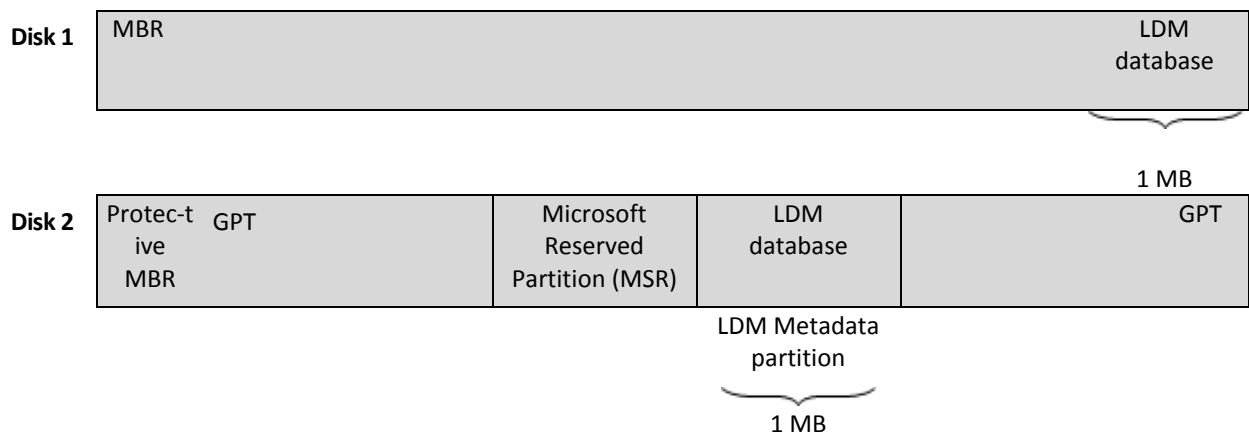 Disk 1
MBR
LDM
database
1 MB
Disk 2
Protec-t
ive
MBR
GPT
Microsoft
Reserved
Partition (MSR)
LDM
database
GPT
LDM Metadata
partition
1 MB